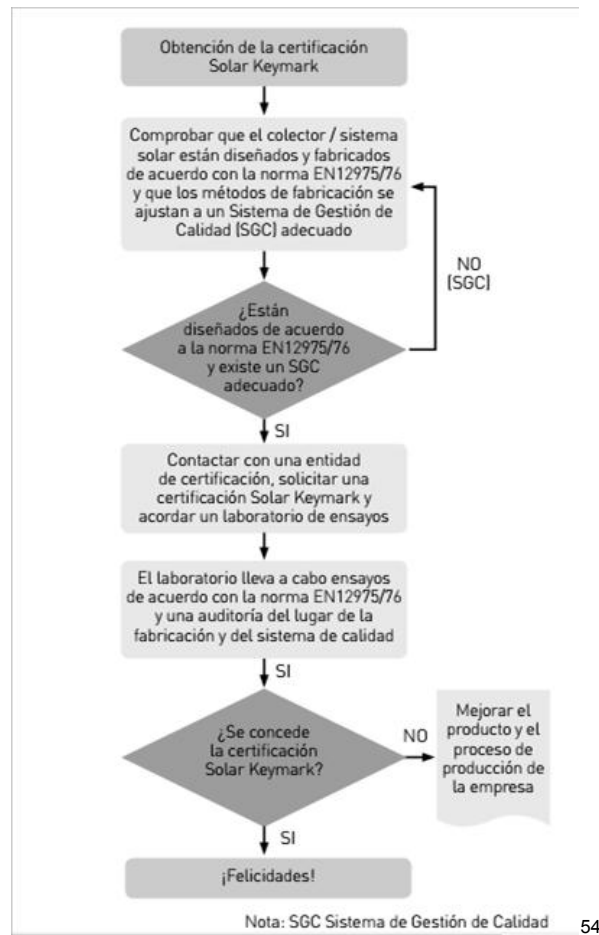 Obtención de la certificación
Solar Keymark
Comprobar que el colector / sistema
solar están diseñados y fabricados
de acuerdo con la norma EN12975/76
y que los métodos de fabricación se
ajustan a un Sistema de Gestión de
Calidad (SGC) adecuado
NO
(SGC)
¿Están
diseñados de acuerdo
a la norma EN12975/76
y existe un SGC
adecuado?
SI
Contactar con una entidad
de certificación, solicitar una
certificación Solar Keymark y
acordar un laboratorio de ensayos
El laboratorio lleva a cabo ensayos
de acuerdo con la norma EN12975/76
y una auditoría del lugar de la
fabricación y del sistema de calidad
SI
¿Se concede
la certificación
Solar Keymark?
NO
Mejorar el
producto y el
proceso de
producción de
la empresa
SI
¡Felicidades!
Nota: SGC Sistema de Gestión de Calidad
54